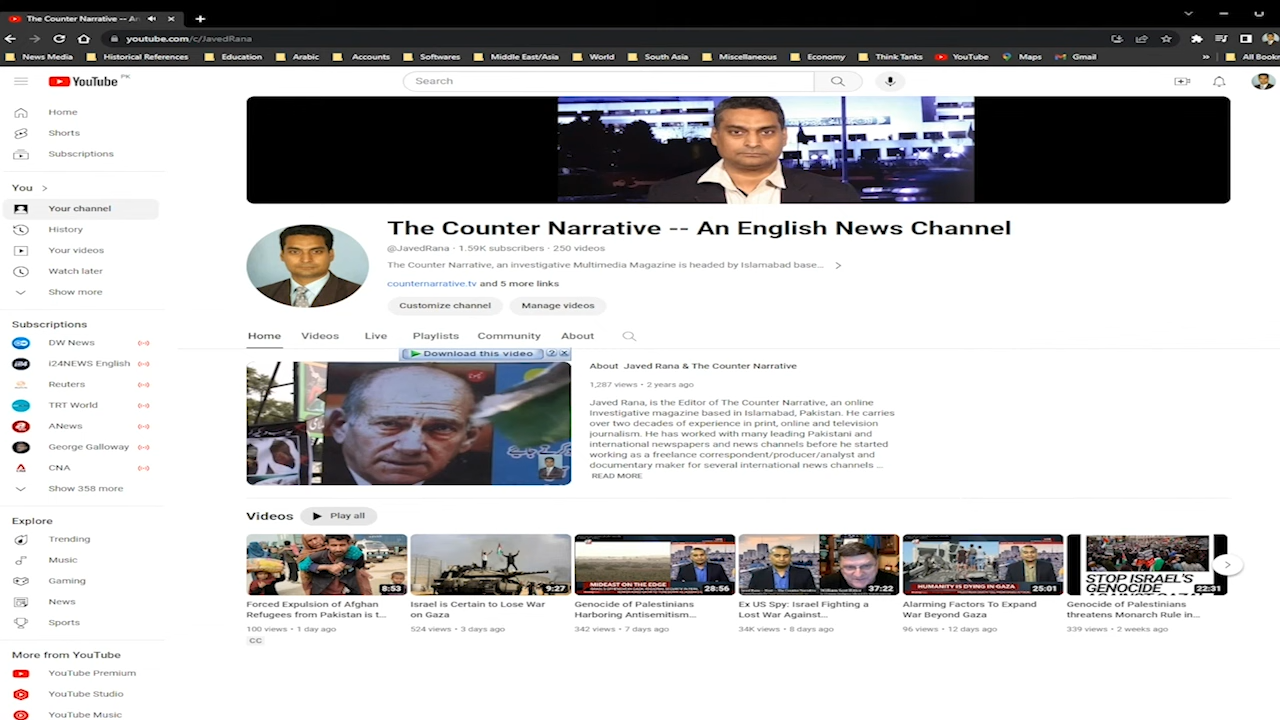 The Counter Narrative -- An
youtube.com/c/JavedRana
News Media
Historical References
Education
Arabic
Accounts
Softwares
Middle East/Asia
World
South Asia
Miscellaneous
Economy
Think Tanks
YouTube
Maps
Gmail
»
All Bookm
YouTube PK
Search
Home
Shorts
Subscriptions
You >
Your channel
History
Your videos
Watch later
Show more
Subscriptions
DW News
i24NEWS English
Reuters
TRT World
ANews
George Galloway
CNA
Show 358 more
Explore
Trending
Music
Gaming
News
Sports
More from YouTube
YouTube Premium
YouTube Studio
YouTube Music
The Counter Narrative -- An English News Channel
@JavedRana · 1.59K subscribers · 250 videos
The Counter Narrative, an investigative Multimedia Magazine is headed by Islamabad base... >
counternarrative.tv and 5 more links
Customize channel
Manage videos
Home
Videos
Live
Playlists
Community
About
Download this video ? X
About Javed Rana & The Counter Narrative
1,287 views • 2 years ago
Javed Rana, is the Editor of The Counter Narrative, an online
Investigative magazine based in Islamabad, Pakistan. He carries
over two decades of experience in print, online and television
journalism. He has worked with many leading Pakistani and
international newspapers and news channels before he started
working as a freelance correspondent/producer/analyst and
documentary maker for several international news channels ...
READ MORE
Videos
Play all
8:53
Forced Expulsion of Afghan
Refugees from Pakistan is t...
100 views • 1 day ago
CC
9:27
Israel is Certain to Lose War
on Gaza
524 views • 3 days ago
MIDEAST ON THE EDGE
28:56
Genocide of Palestinians
Harboring Antisemitism...
342 views • 7 days ago
37:22
Ex US Spy: Israel Fighting a
Lost War Against...
34K views • 8 days ago
HUMANITY IS DYING IN GAZA
25:01
Alarming Factors To Expand
War Beyond Gaza
96 views • 12 days ago
STOP ISRAEL'S
GENOCIDE
22:31
Genocide of Palestinians
threatens Monarch Rule in...
339 views • 2 weeks ago